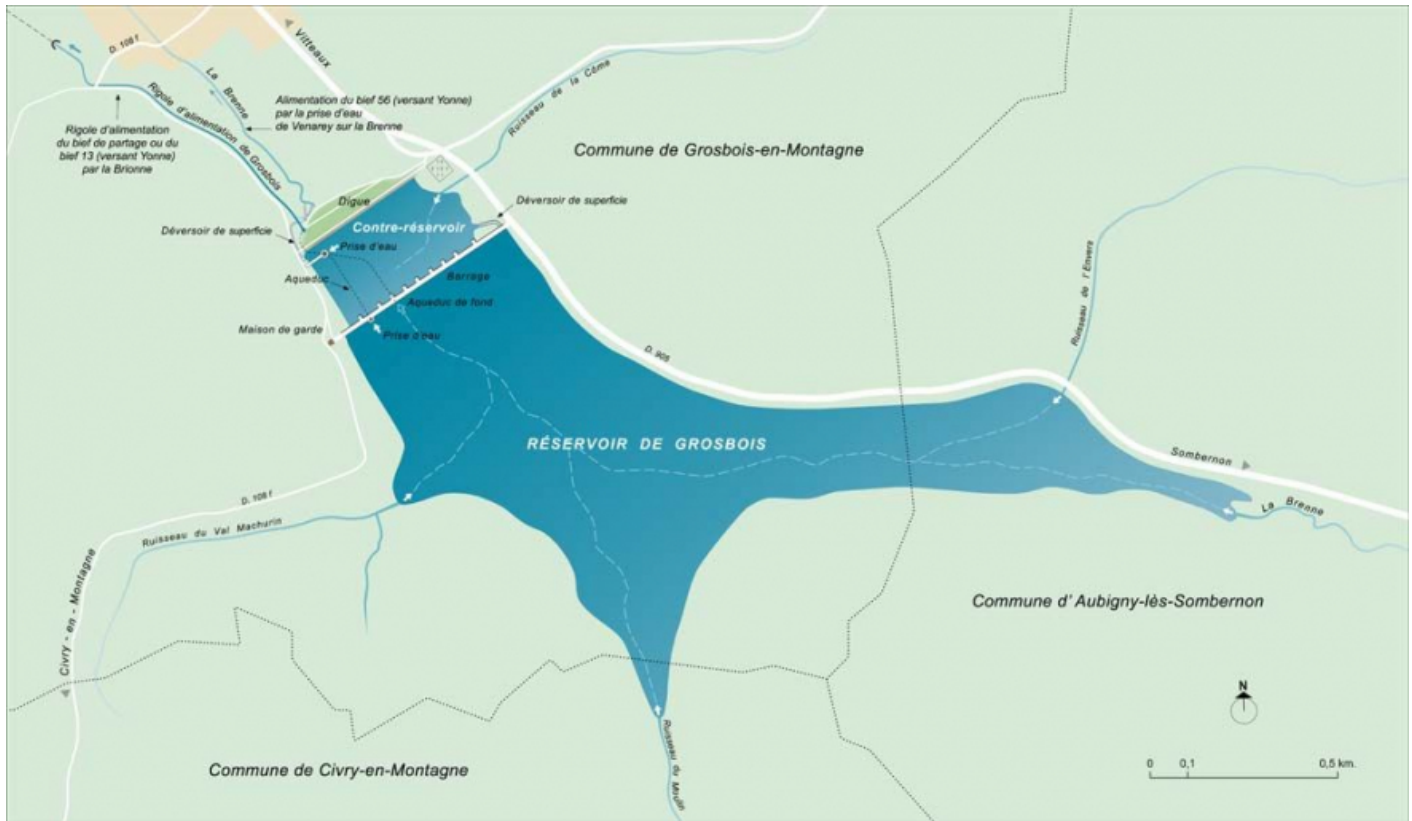 D. 108 f
Vitteaux
La Brenne
Rigole d'alimentation de Grosbois
Alimentation du bief 56 (versant Yonne)
par la prise d'eau
de Venarey sur la Brenne
Ruisseau de la Côme
Rigole d'alimentation
du bief de partage ou du
bief 13 (versant Yonne)
par la Brionne
Commune de Grosbois-en-Montagne
Digue
Déversoir de superficie
Contre-réservoir
Déversoir de superficie
Prise d'eau
Aqueduc
Barrage
Aqueduc de fond
Maison de garde
Prise d'eau
Ruisseau de l'Envers
D. 905
RÉSERVOIR DE GROSBOIS
Sombernon
La Brenne
D. 108 f
Ruisseau du Val Machurin
Civry - en - Montagne
Commune d'Aubigny-lès-Sombernon
Ruisseau du Moulin
Commune de Civry-en-Montagne
N
0 0,1 0,5 km.